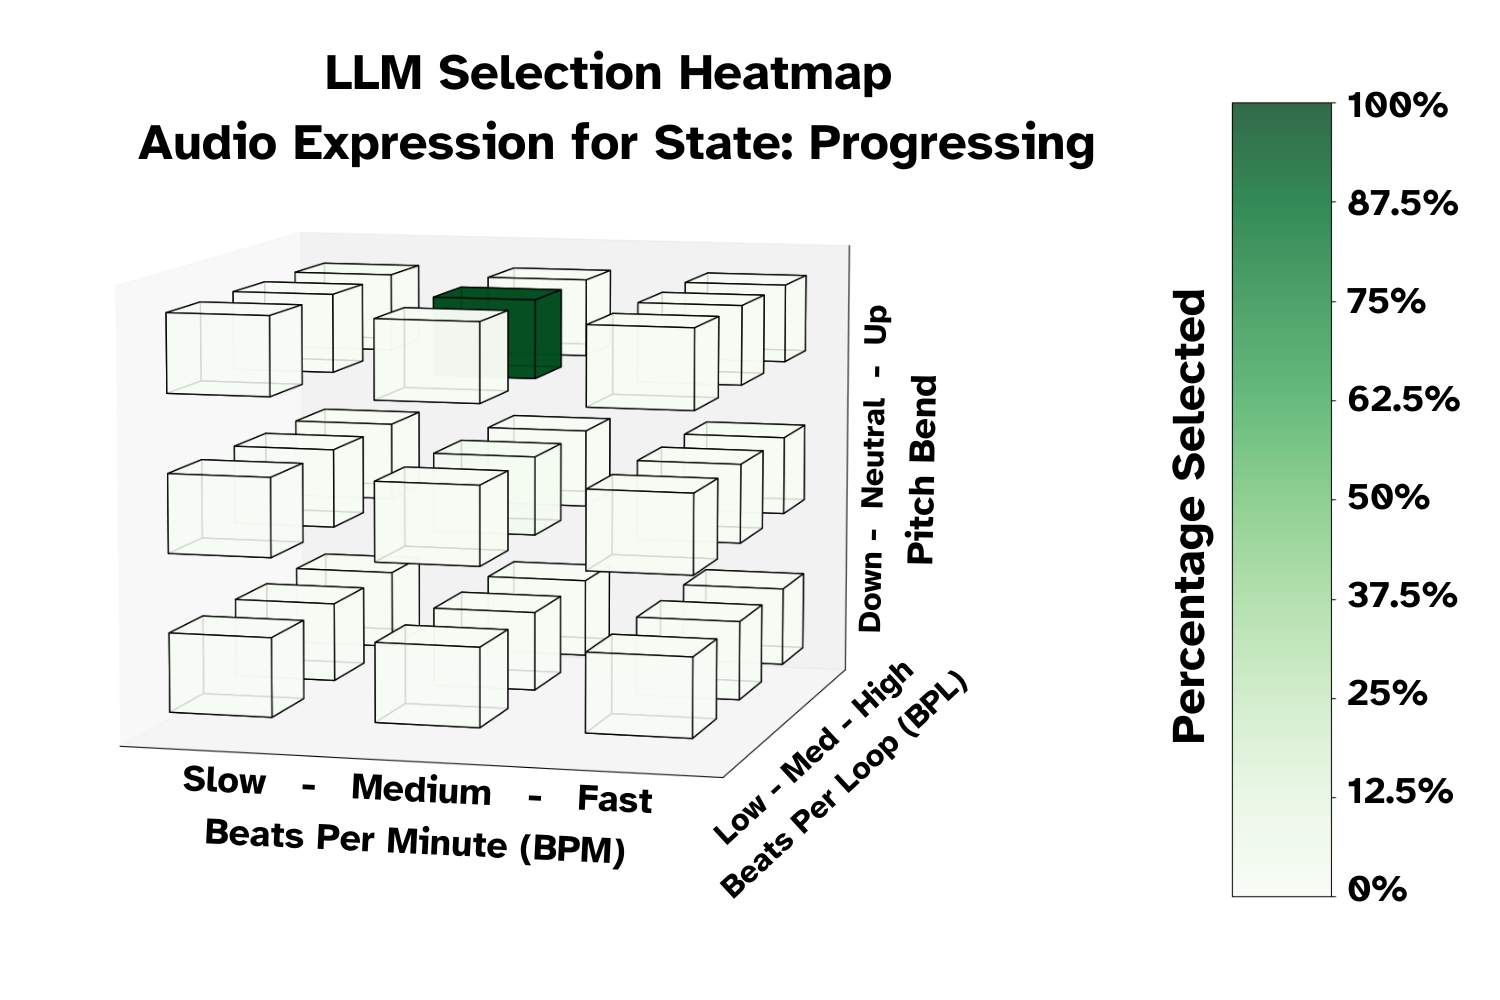 LLM Selection Heatmap
Audio Expression for State: Progressing
100%
87.5%
75%
62.5%
50%
37.5%
25%
12.5%
0%
Percentage Selected
Down - Neutral - Up
Pitch Bend
Low - Med - High
Beats Per Loop (BPL)
Slow - Medium - Fast
Beats Per Minute (BPM)